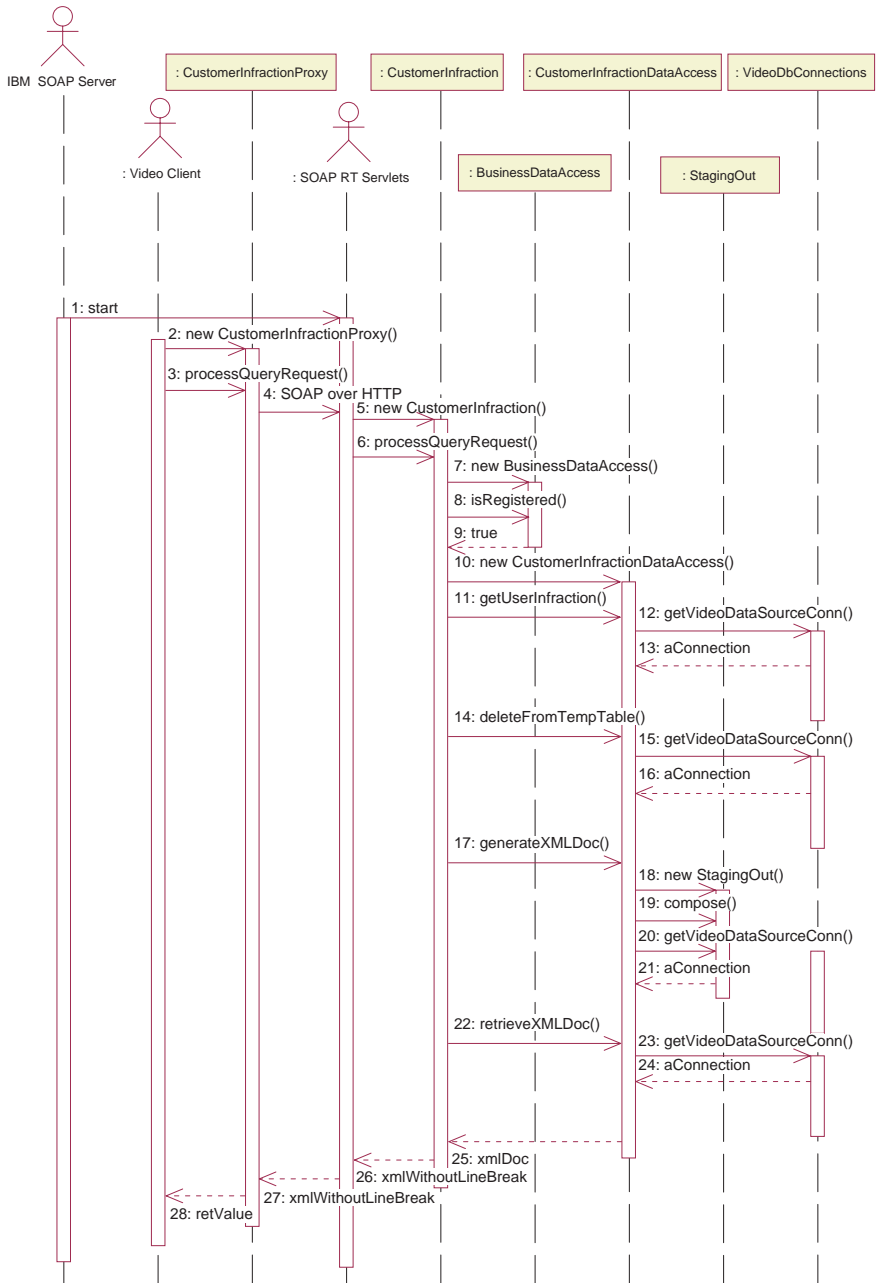 IBM  SOAP Server
: CustomerInfractionProxy
: CustomerInfraction
: CustomerInfractionDataAccess
: VideoDbConnections
: Video Client
: SOAP RT Servlets
: BusinessDataAccess
: StagingOut
1: start
2: new CustomerInfractionProxy()
3: processQueryRequest()
4: SOAP over HTTP
5: new CustomerInfraction()
6: processQueryRequest()
7: new BusinessDataAccess()
8: isRegistered()
9: true
10: new CustomerInfractionDataAccess()
11: getUserInfraction()
12: getVideoDataSourceConn()
13: aConnection
14: deleteFromTempTable()
15: getVideoDataSourceConn()
16: aConnection
17: generateXMLDoc()
18: new StagingOut()
19: compose()
20: getVideoDataSourceConn()
21: aConnection
22: retrieveXMLDoc()
23: getVideoDataSourceConn()
24: aConnection
25: xmlDoc
26: xmlWithoutLineBreak
27: xmlWithoutLineBreak
28: retValue